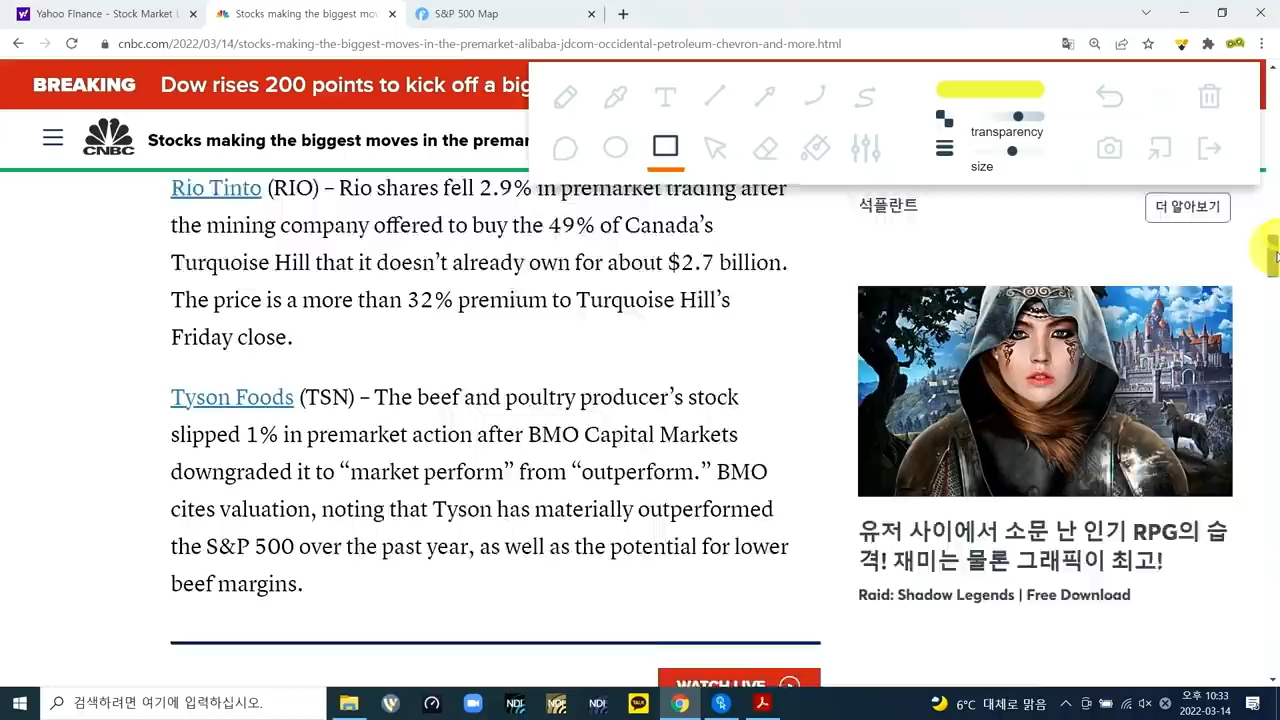 Yahoo Finance - Stock Market L
Stocks making the biggest mov
S&P 500 Map
cnbc.com/2022/03/14/stocks-making-the-biggest-moves-in-the-premarket-alibaba-jdcom-occidental-petroleum-chevron-and-more.html
BREAKING Dow rises 200 points to kick off a big
CNBC
Stocks making the biggest moves in the premar
transparency
size
Rio Tinto (RIO) – Rio shares fell 2.9% in premarket trading after
the mining company offered to buy the 49% of Canada’s
Turquoise Hill that it doesn’t already own for about $2.7 billion.
The price is a more than 32% premium to Turquoise Hill’s
Friday close.
Tyson Foods (TSN) – The beef and poultry producer’s stock
slipped 1% in premarket action after BMO Capital Markets
downgraded it to “market perform” from “outperform.” BMO
cites valuation, noting that Tyson has materially outperformed
the S&P 500 over the past year, as well as the potential for lower
beef margins.
WATCH LIVE
석플란트
더 알아보기
유저 사이에서 소문 난 인기 RPG의 습
격! 재미는 물론 그래픽이 최고!
Raid: Shadow Legends | Free Download
검색하려면 여기에 입력하십시오.
NDI
NDI
NDI
TALK
6°C 대체로 맑음
오후 10:33
2022-03-14